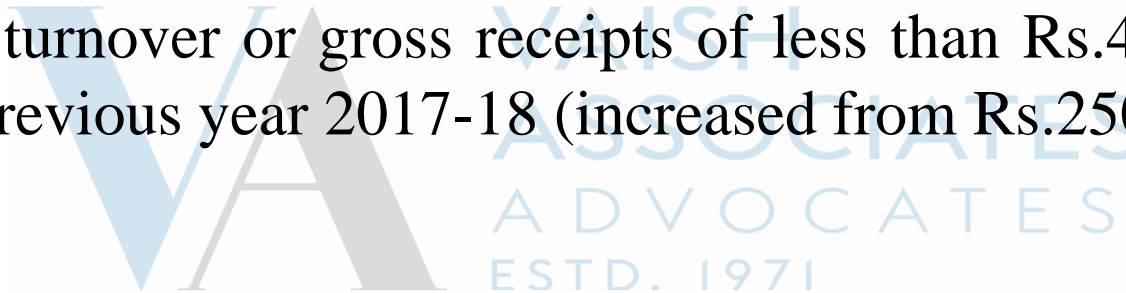 turnover or gross receipts of less than Rs.4
revious year 2017-18 (increased from Rs.250
VAISH
ASSOCIATES
ADVOCATES
ESTD. 1971